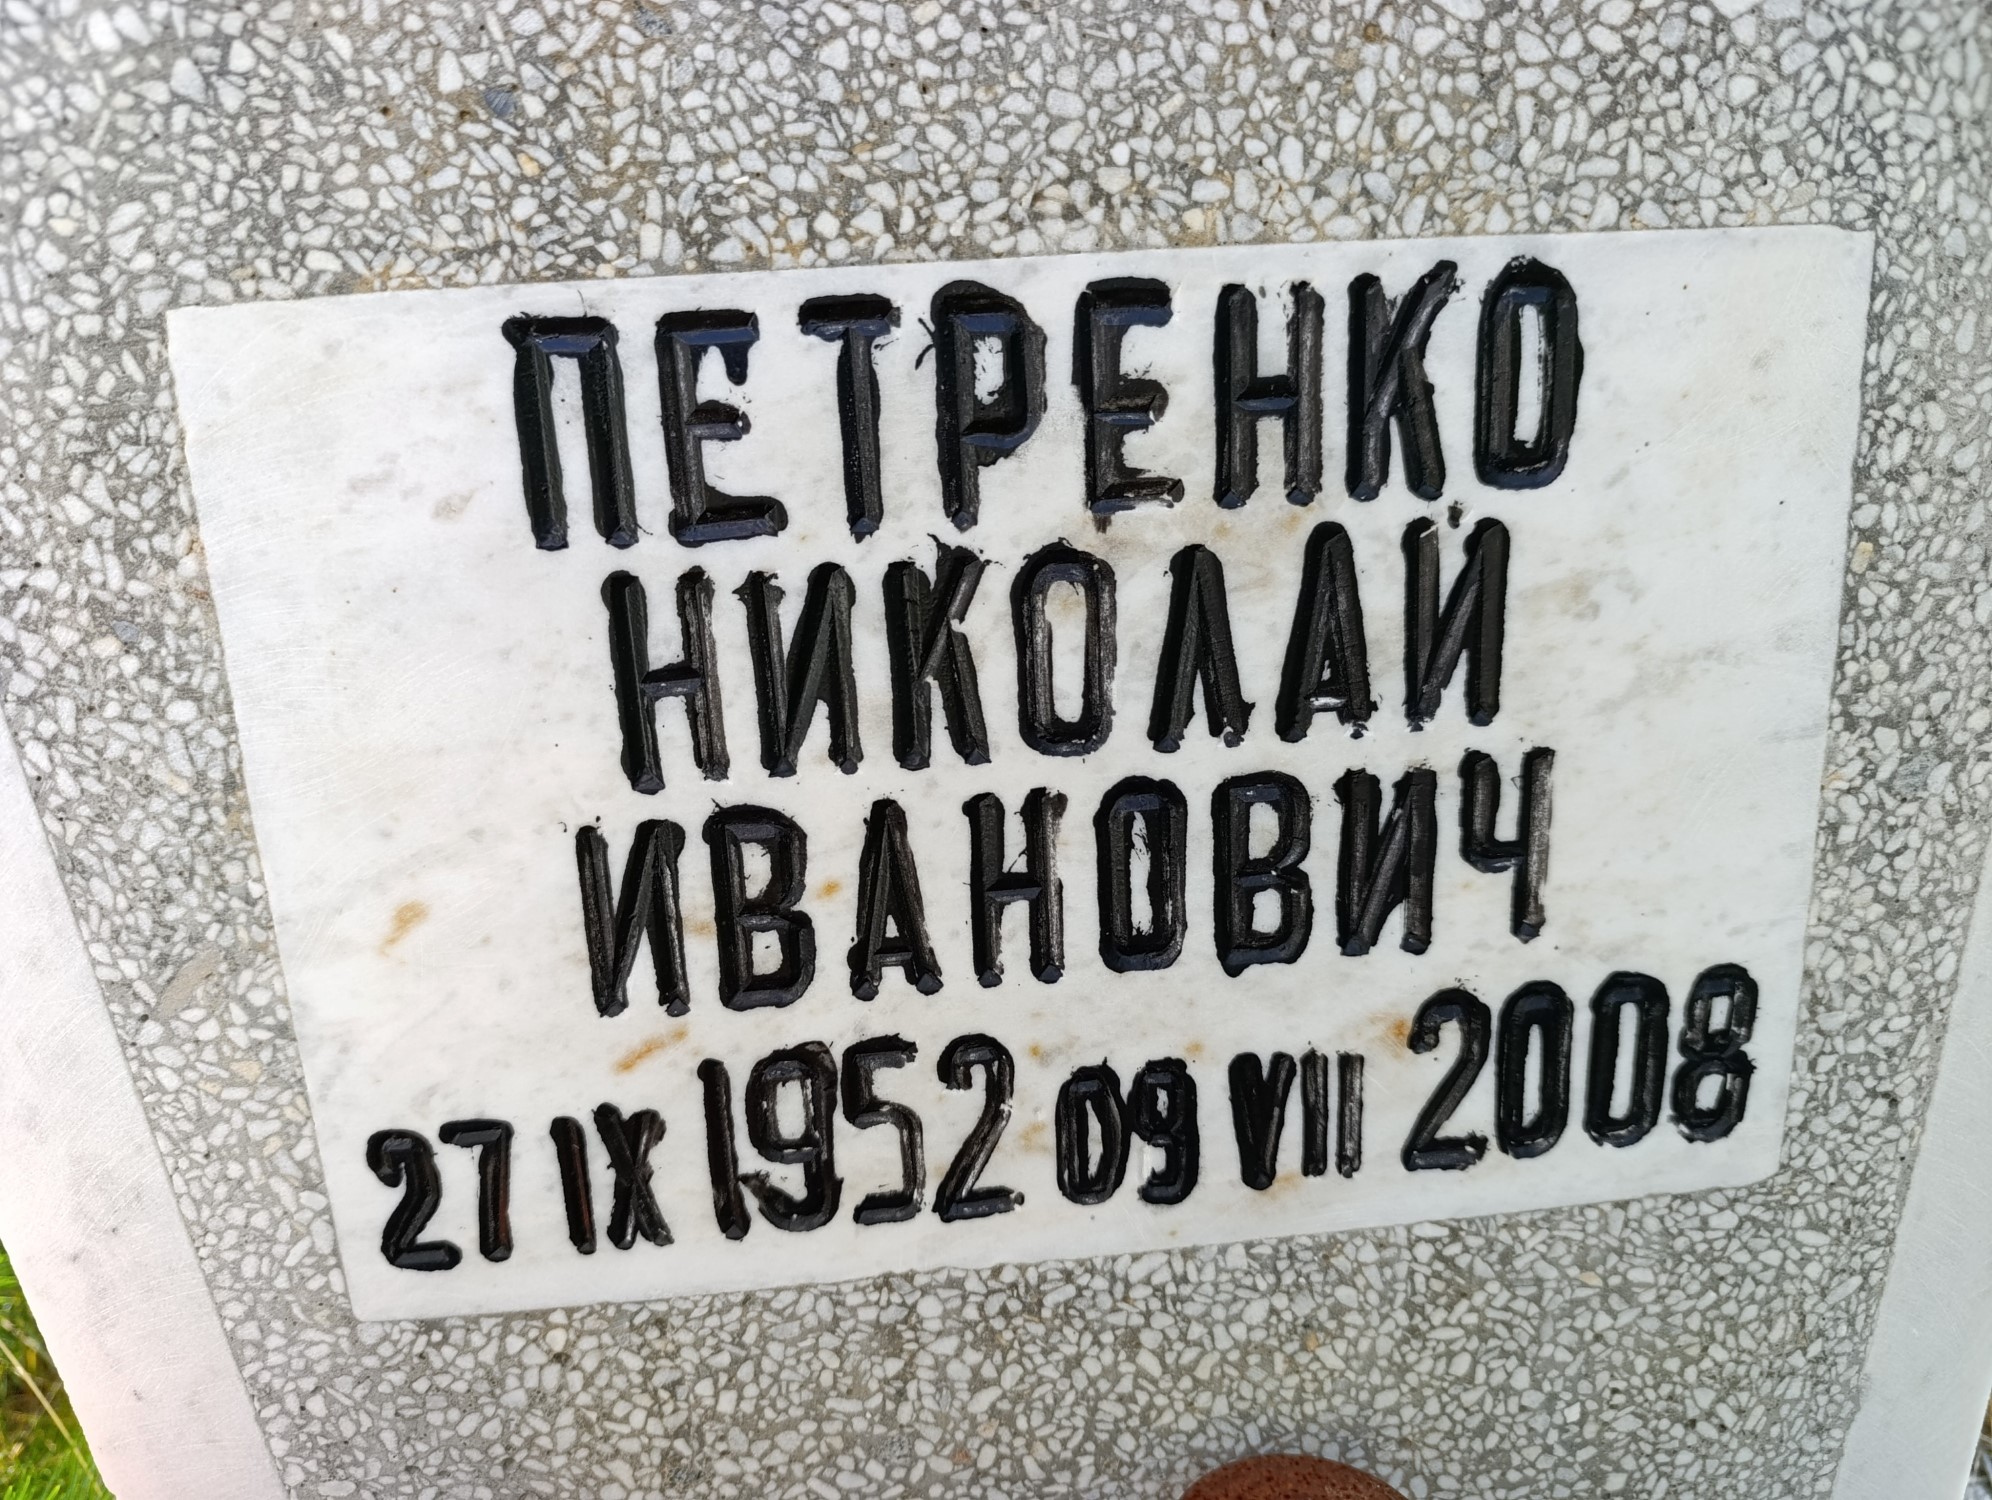 ПЕТРЕНКО
НИКОЛАЙ
ИВАНОВИЧ
27 IX 1952 09 VII 2008